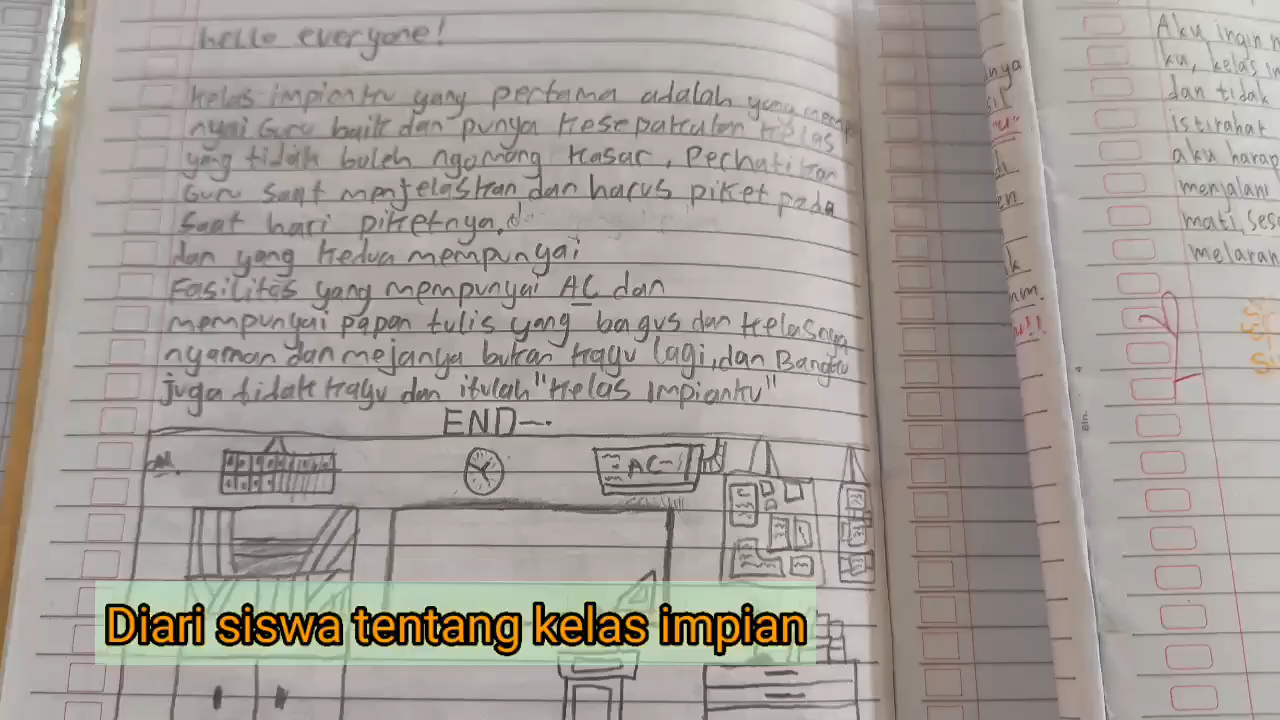 hello everyone!
kelas impianku yang pertama adalah yang memp
nyai Guru baik dan punya kesepakatan kelas
yang tidak boleh ngomong kasar, Perhatikan
Guru saat menjelaskan dan harus piket pada
saat hari piketnya,
dan yang kedua mempunyai
Fasilitas yang mempunyai AC dan
mempunyai papan tulis yang bagus dan kelasnya
nyaman dan mejanya bukan kayu lagi, dan Bangku
juga tidak kayu dan itulah "Kelas Impianku"
END
AC
Diari siswa tentang kelas impian
nya
"u"
en
k
nm.
u!!
Aku ingin
ku, kelas
dan tidak
istirahat
aku harap
menjalani
mati, ses
melaran